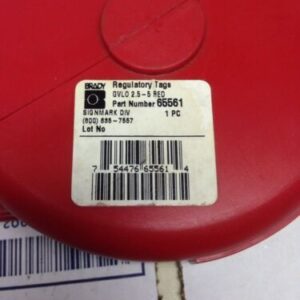 BRADY
Regulatory Tags
GVLO 2.5-5 RED
Part Number 65561
SIGNMARK DIV
1 PC
(800) 635-7557
Lot No
7 54476 65561 4